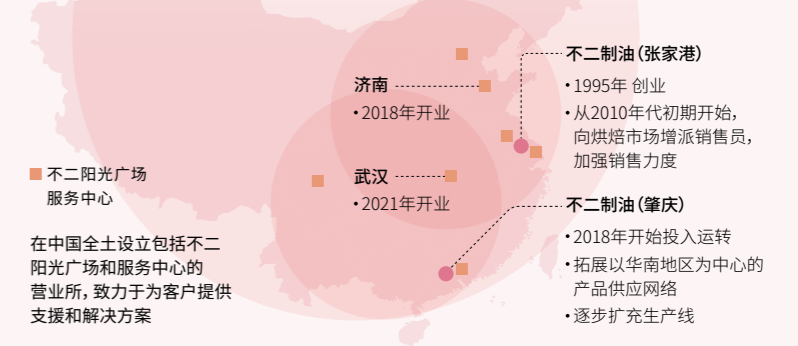 不二制油（张家港）
• 1995年 创业
• 从2010年代初期开始，
向烘焙市场增派销售员，
加强销售力度
济南
• 2018年开业
武汉
• 2021年开业
不二阳光广场
服务中心
不二制油（肇庆）
• 2018年开始投入运转
• 拓展以华南地区为中心的
产品供应网络
• 逐步扩充生产线
在中国全土设立包括不二
阳光广场和服务中心的
营业所，致力于为客户提供
支援和解决方案